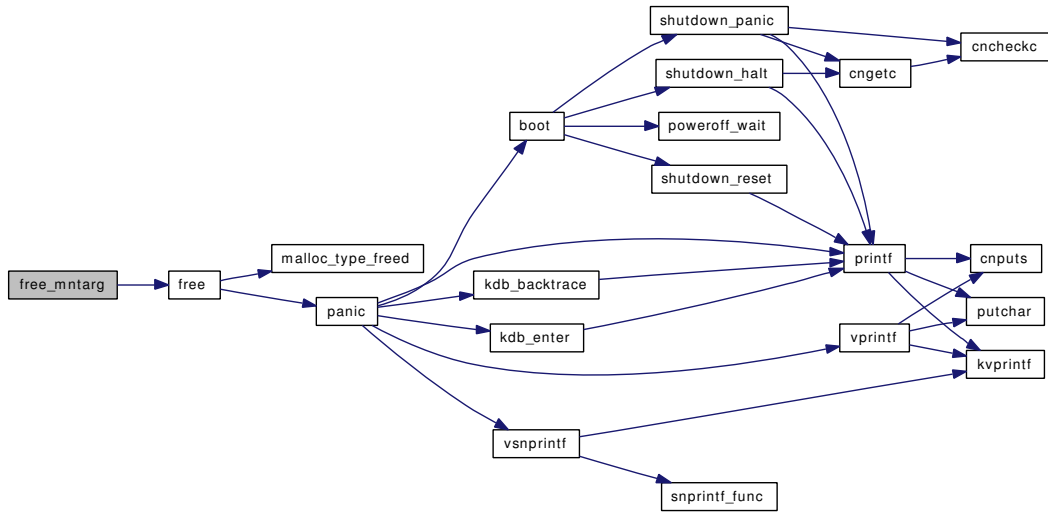 shutdown_panic
cncheckc
shutdown_halt
cngetc
boot
poweroff_wait
shutdown_reset
malloc_type_freed
printf
cnputs
free_mntarg
free
kdb_backtrace
panic
putchar
kdb_enter
vprintf
kvprintf
vsnprintf
snprintf_func